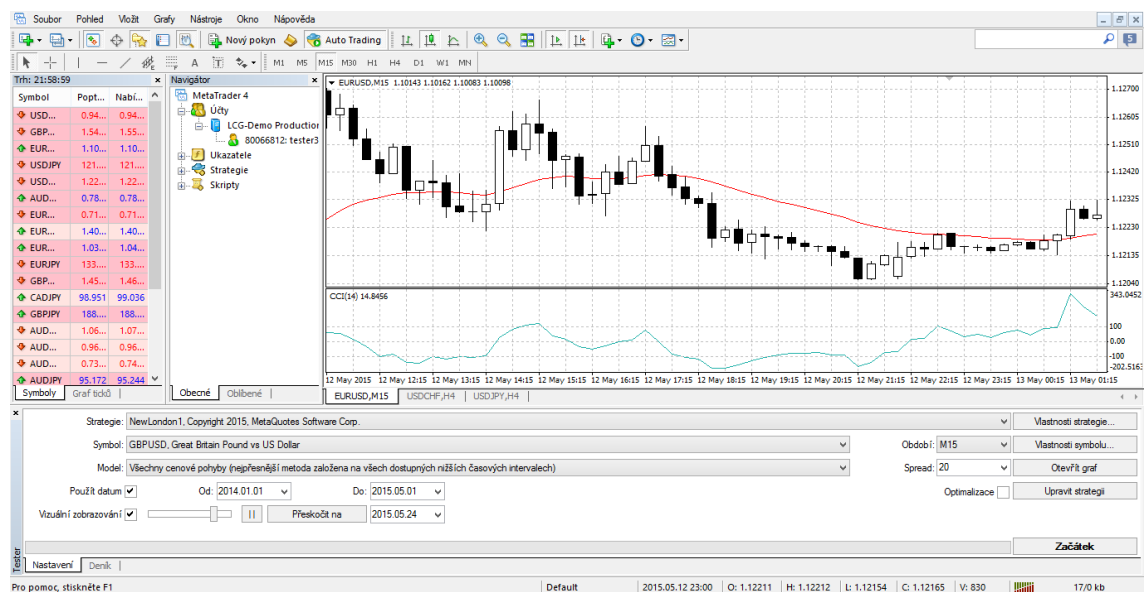 Soubor Pohled Vložit Grafy Nástroje Okno Nápověda
Nový pokyn Auto Trading 5
A T M1 M5 M15 M30 H1 H4 D1 W1 MN
Trh: 21:58:59
Symbol Popt... Nabí...
USD... 0.94... 0.94...
GBP... 1.54... 1.55...
EUR... 1.10... 1.10...
USDJPY 121.... 121....
USD... 1.22... 1.22...
AUD... 0.78... 0.78...
EUR... 0.71... 0.71...
EUR... 1.40... 1.40...
EUR... 1.03... 1.04...
EURJPY 133.... 133....
GBP... 1.45... 1.46...
CADJPY 98.951 99.036
GBPJPY 188.... 188....
AUD... 1.06... 1.07...
AUD... 0.96... 0.96...
AUD... 0.73... 0.74...
AUDJPY 95.172 95.244
Symboly Graf ticků
Navigátor
MetaTrader 4
Účty
LCG-Demo Production
80066812: tester3
Ukazatele
Strategie
Skripty
Obecné Oblíbené
EURUSD,M15 1.10143 1.10162 1.10083 1.10098
1.12700
1.12605
1.12510
1.12420
1.12325
1.12230
1.12135
1.12040
CCI(14) 14.8456
343.0452
100
0.00
-100
-202.5163
12 May 2015 12 May 12:15 12 May 13:15 12 May 14:15 12 May 15:15 12 May 16:15 12 May 17:15 12 May 18:15 12 May 19:15 12 May 20:15 12 May 21:15 12 May 22:15 12 May 23:15 13 May 00:15 13 May 01:15
EURUSD,M15 USDCHF,H4 USDJPY,H4
Strategie: NewLondon1, Copyright 2015, MetaQuotes Software Corp. Vlastnosti strategie...
Symbol: GBPUSD, Great Britain Pound vs US Dollar Období: M15 Vlastnosti symbolu...
Model: Všechny cenové pohyby (nejpřesnější metoda založena na všech dostupných nižších časových intervalech) Spread: 20 Otevřít graf
Použít datum Od: 2014.01.01 Do: 2015.05.01 Optimalizace Upravit strategii
Vizuální zobrazování Přeskočit na 2015.05.24
Začátek
Tester
Nastavení Deník
Pro pomoc, stiskněte F1 Default 2015.05.12 23:00 O: 1.12211 H: 1.12212 L: 1.12154 C: 1.12165 V: 830 17/0 kb